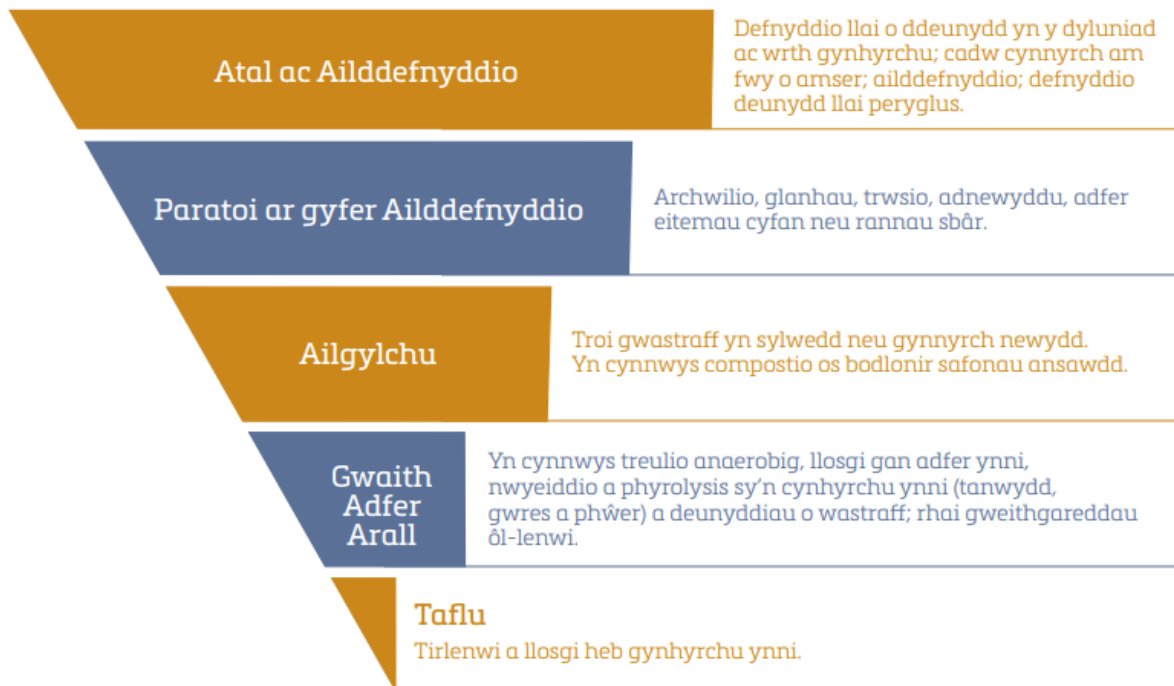 Atal ac Ailddefnyddio
Defnyddio llai o ddeunydd yn y dyluniad
ac wrth gynhyrchu; cadw cynnyrch am
fwy o amser; ailddefnyddio; defnyddio
deunydd llai peryglus.
Paratoi ar gyfer Ailddefnyddio
Archwilio, glanhau, trwsio, adnewyddu, adfer
eitemau cyfan neu rannau sbâr.
Ailgylchu
Troi gwastraff yn sylwedd neu gynnyrch newydd.
Yn cynnwys compostio os bodlonir safonau ansawdd.
Gwaith
Adfer
Arall
Yn cynnwys treulio anaerobig, llosgi gan adfer ynni,
nwyeiddio a phyrolysis sy'n cynhyrchu ynni (tanwydd,
gwres a phŵer) a deunyddiau o wastraff; rhai gweithgareddau
ôl-lenwi.
Taflu
Tirlenwi a llosgi heb gynhyrchu ynni.